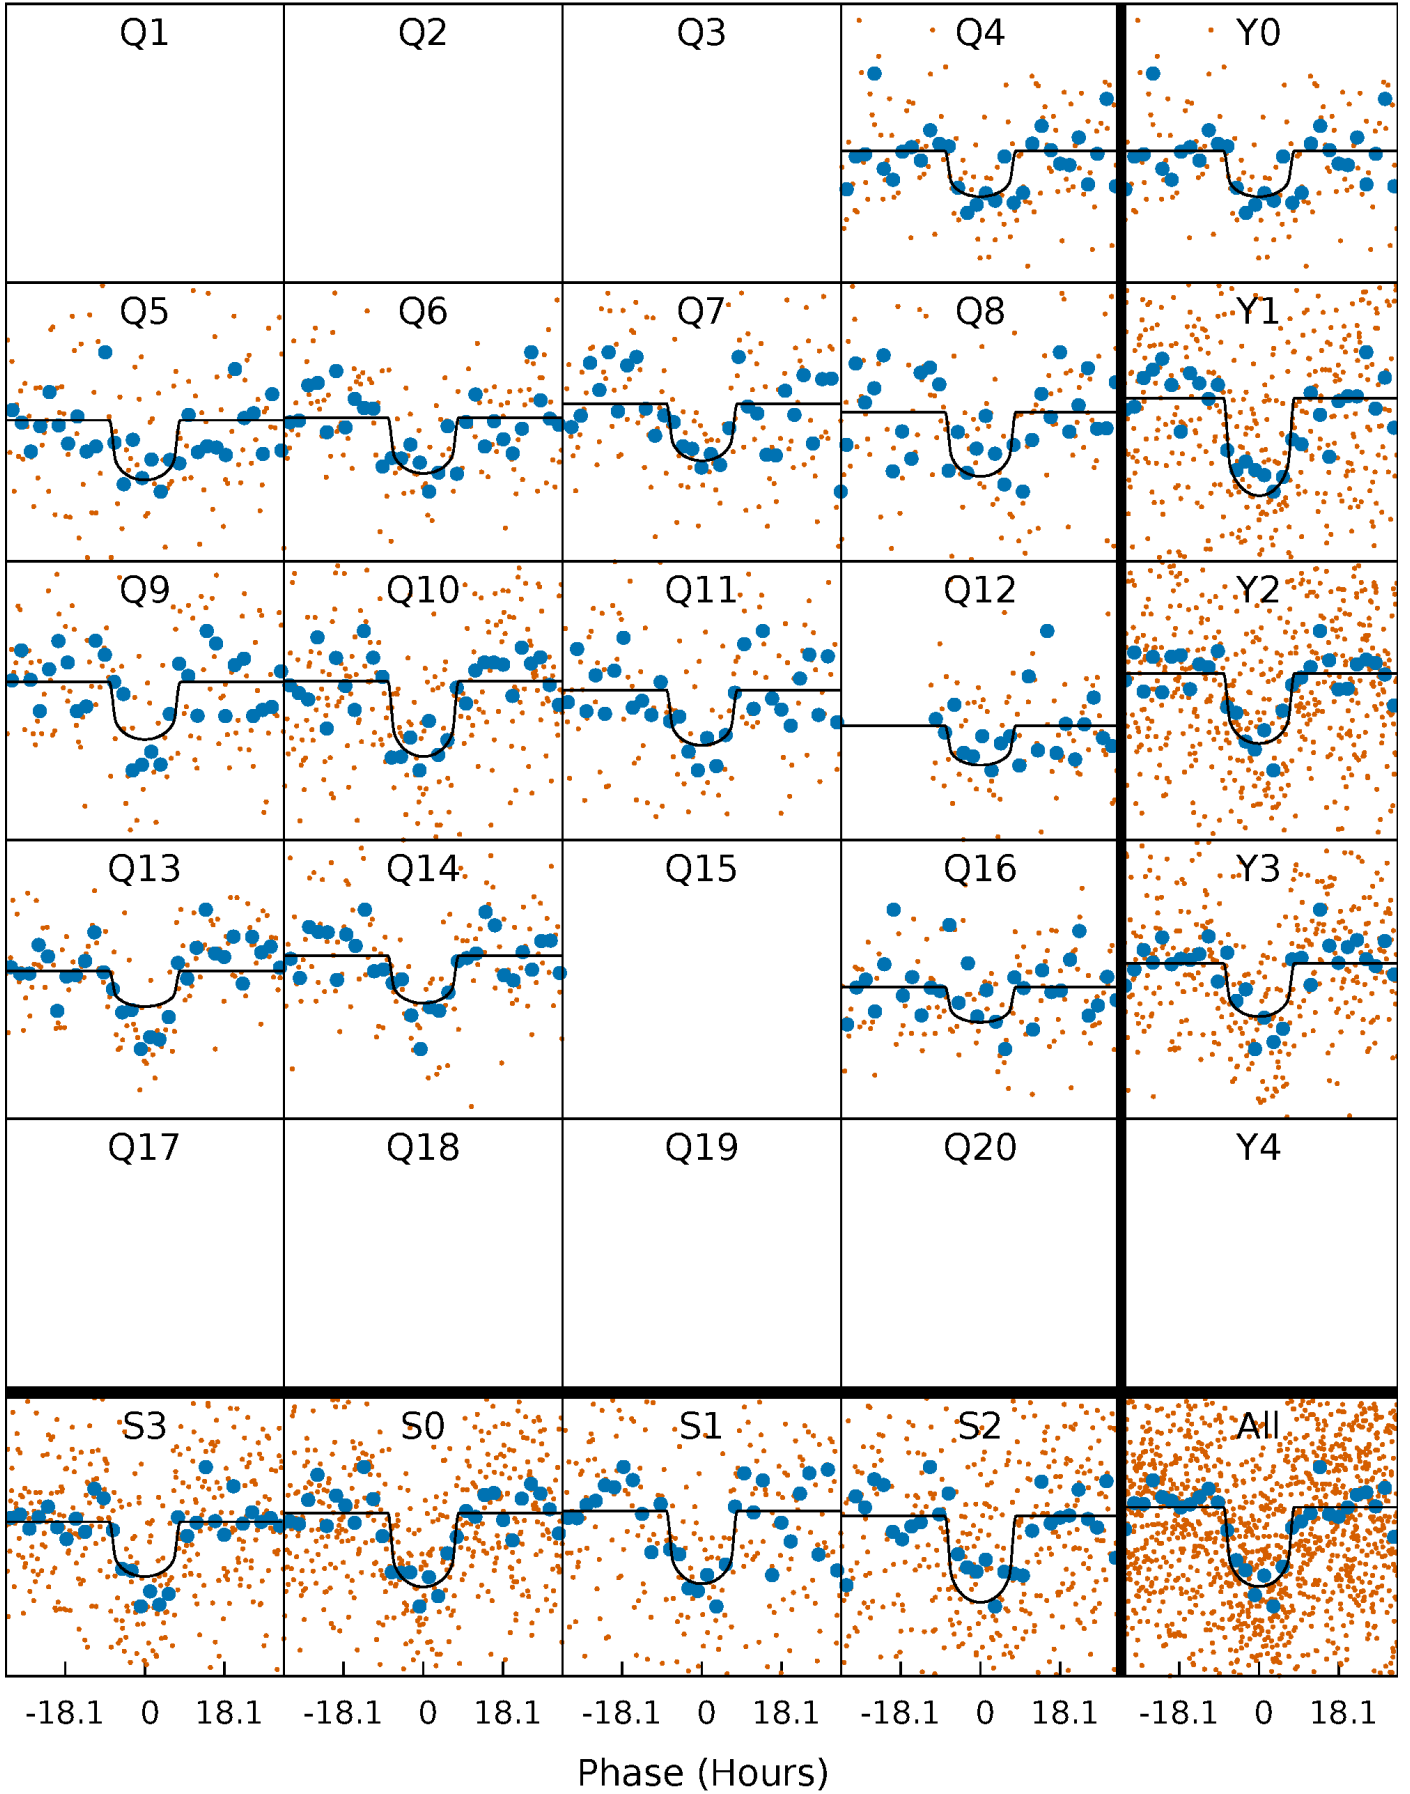 Q1 Q2 Q3 Q4 Y0
Q5 Q6 Q7 Q8 Y1
Q9 Q10 Q11 Q12 Y2
Q13 Q14 Q15 Q16 Y3
Q17 Q18 Q19 Q20 Y4
S3 S0 S1 S2 All
-18.1 0 18.1 -18.1 0 18.1 -18.1 0 18.1 -18.1 0 18.1 -18.1 0 18.1
Phase (Hours)